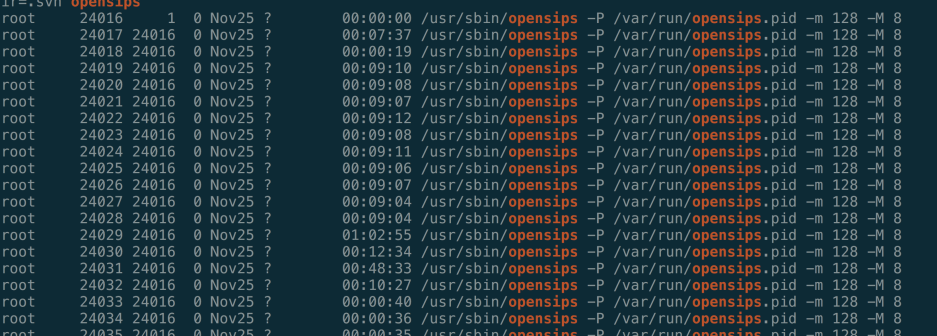 ir=.svn opensips
root     24016     1  0 Nov25 ?        00:00:00 /usr/sbin/opensips -P /var/run/opensips.pid -m 128 -M 8
root     24017 24016  0 Nov25 ?        00:07:37 /usr/sbin/opensips -P /var/run/opensips.pid -m 128 -M 8
root     24018 24016  0 Nov25 ?        00:00:19 /usr/sbin/opensips -P /var/run/opensips.pid -m 128 -M 8
root     24019 24016  0 Nov25 ?        00:09:10 /usr/sbin/opensips -P /var/run/opensips.pid -m 128 -M 8
root     24020 24016  0 Nov25 ?        00:09:08 /usr/sbin/opensips -P /var/run/opensips.pid -m 128 -M 8
root     24021 24016  0 Nov25 ?        00:09:07 /usr/sbin/opensips -P /var/run/opensips.pid -m 128 -M 8
root     24022 24016  0 Nov25 ?        00:09:12 /usr/sbin/opensips -P /var/run/opensips.pid -m 128 -M 8
root     24023 24016  0 Nov25 ?        00:09:08 /usr/sbin/opensips -P /var/run/opensips.pid -m 128 -M 8
root     24024 24016  0 Nov25 ?        00:09:11 /usr/sbin/opensips -P /var/run/opensips.pid -m 128 -M 8
root     24025 24016  0 Nov25 ?        00:09:06 /usr/sbin/opensips -P /var/run/opensips.pid -m 128 -M 8
root     24026 24016  0 Nov25 ?        00:09:07 /usr/sbin/opensips -P /var/run/opensips.pid -m 128 -M 8
root     24027 24016  0 Nov25 ?        00:09:04 /usr/sbin/opensips -P /var/run/opensips.pid -m 128 -M 8
root     24028 24016  0 Nov25 ?        00:09:04 /usr/sbin/opensips -P /var/run/opensips.pid -m 128 -M 8
root     24029 24016  0 Nov25 ?        01:02:55 /usr/sbin/opensips -P /var/run/opensips.pid -m 128 -M 8
root     24030 24016  0 Nov25 ?        00:12:34 /usr/sbin/opensips -P /var/run/opensips.pid -m 128 -M 8
root     24031 24016  0 Nov25 ?        00:48:33 /usr/sbin/opensips -P /var/run/opensips.pid -m 128 -M 8
root     24032 24016  0 Nov25 ?        00:10:27 /usr/sbin/opensips -P /var/run/opensips.pid -m 128 -M 8
root     24033 24016  0 Nov25 ?        00:00:40 /usr/sbin/opensips -P /var/run/opensips.pid -m 128 -M 8
root     24034 24016  0 Nov25 ?        00:00:36 /usr/sbin/opensips -P /var/run/opensips.pid -m 128 -M 8
root     24035 24016  0 Nov25 ?        00:00:35 /usr/sbin/opensips -P /var/run/opensips.pid -m 128 -M 8